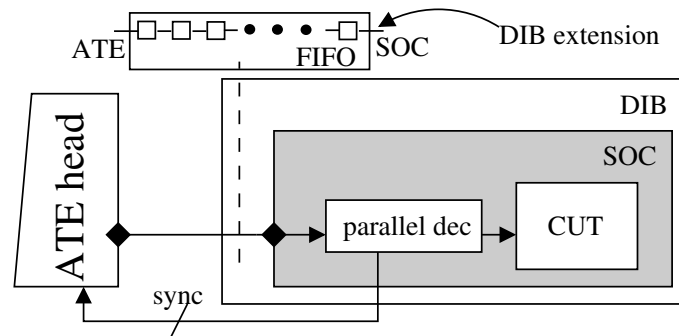 ATE
FIFO
SOC
DIB extension
DIB
SOC
ATE head
parallel dec
CUT
sync